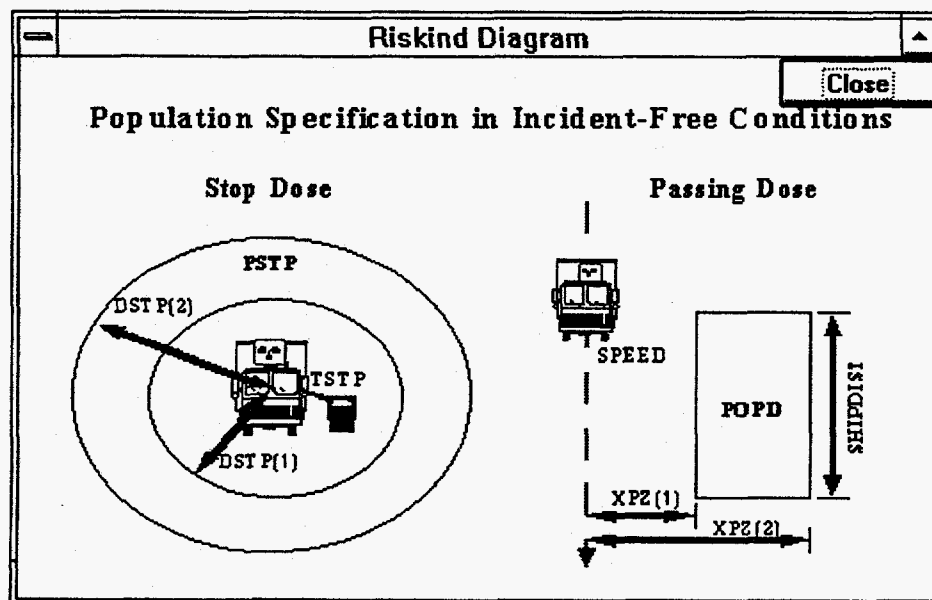 Riskind Diagram
Close
Population Specification in Incident-Free Conditions
Stop Dose
Passing Dose
PSTP
DSTP(2)
TSTP
DSTP(1)
SPEED
POPD
SHIPDIST
XPZ(1)
XPZ(2)